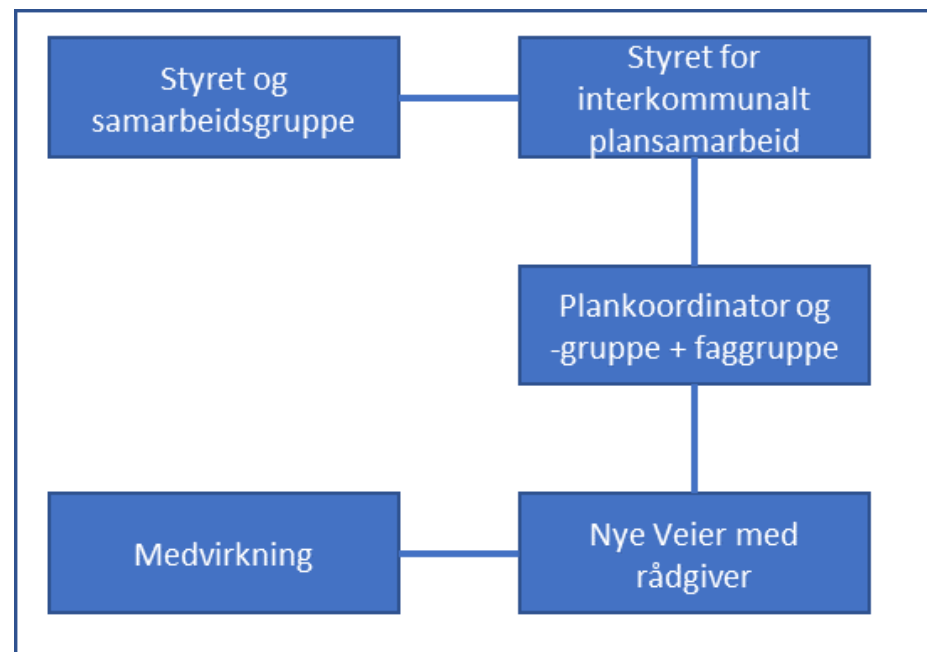 Styret og
samarbeidsgruppe
Styret for
interkommunalt
plansamarbeid
Plankoordinator og
-gruppe + faggruppe
Medvirkning
Nye Veier med
rådgiver